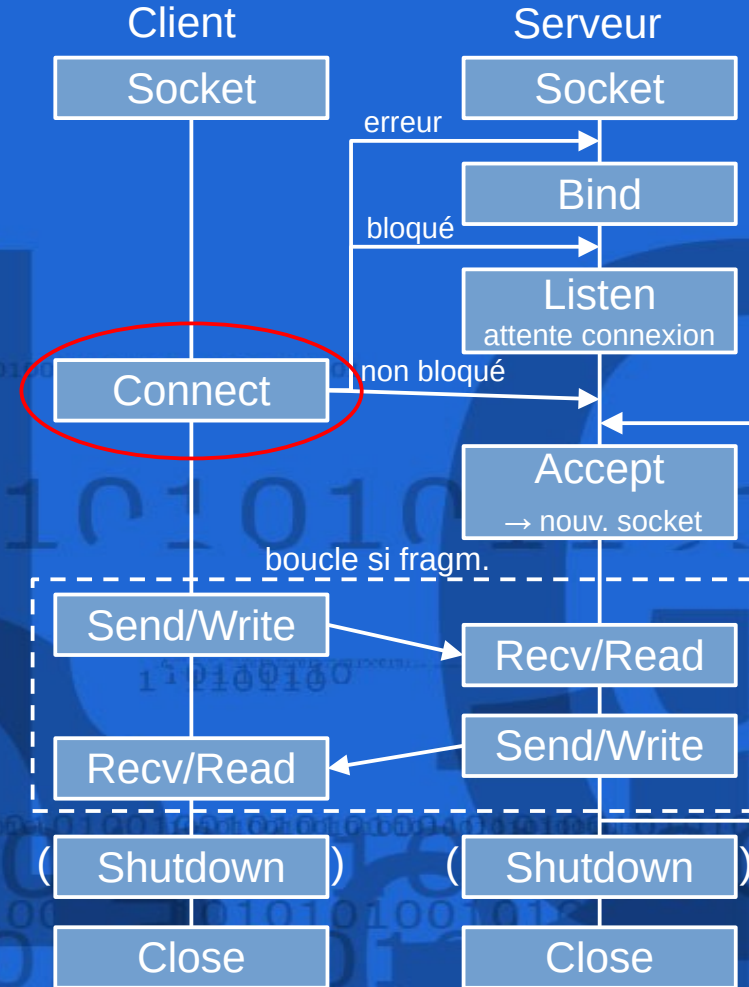 Client
Serveur
Socket
Socket
erreur
Bind
bloqué
Listen
attente connexion
Connect
non bloqué
Accept
→ nouv. socket
boucle si fragm.
Send/Write
Recv/Read
Send/Write
Recv/Read
( Shutdown )
( Shutdown )
Close
Close